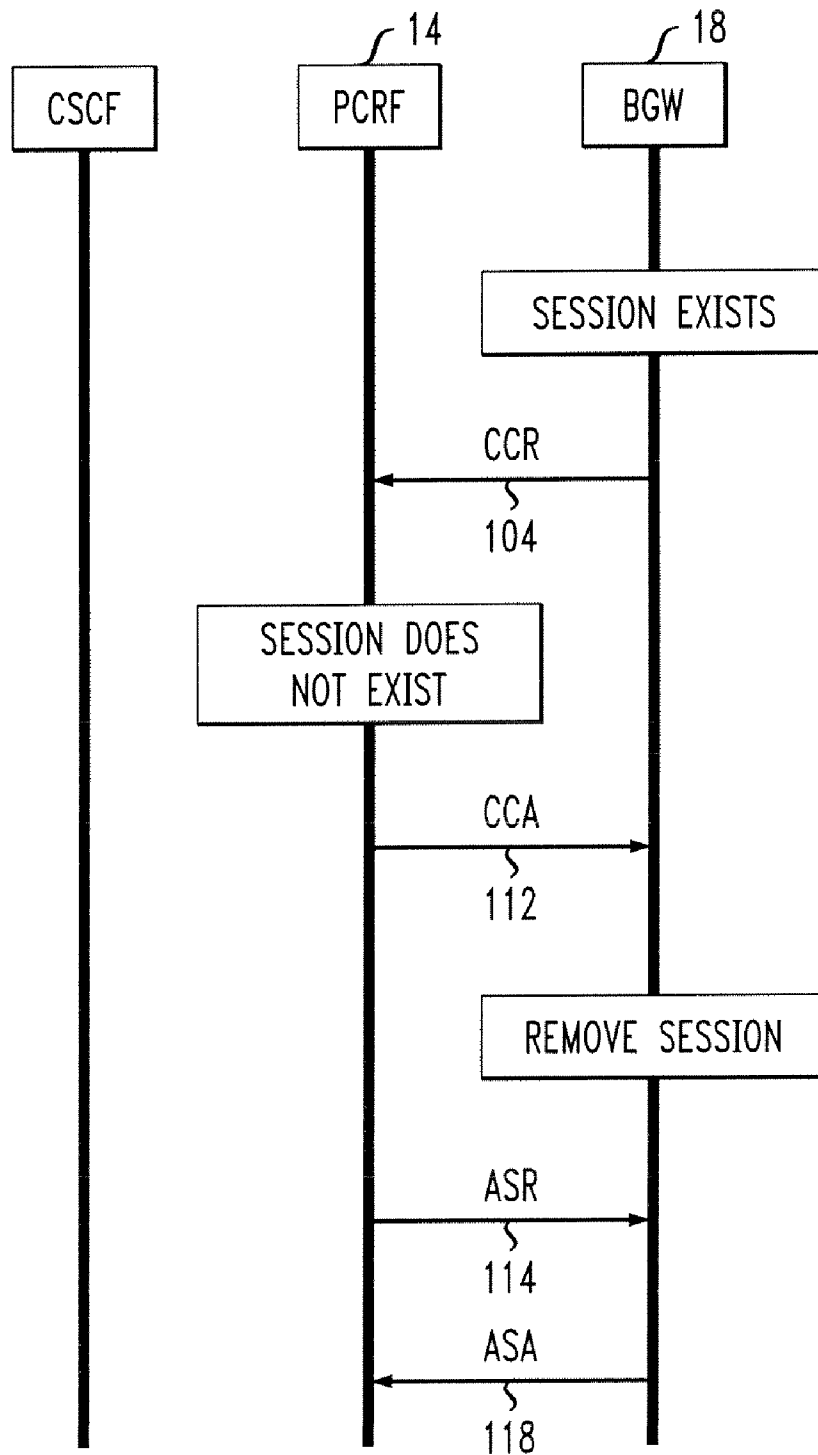 14
18
CSCF
PCRF
BGW
SESSION EXISTS
CCR
104
SESSION DOES
NOT EXIST
CCA
112
REMOVE SESSION
ASR
114
ASA
118